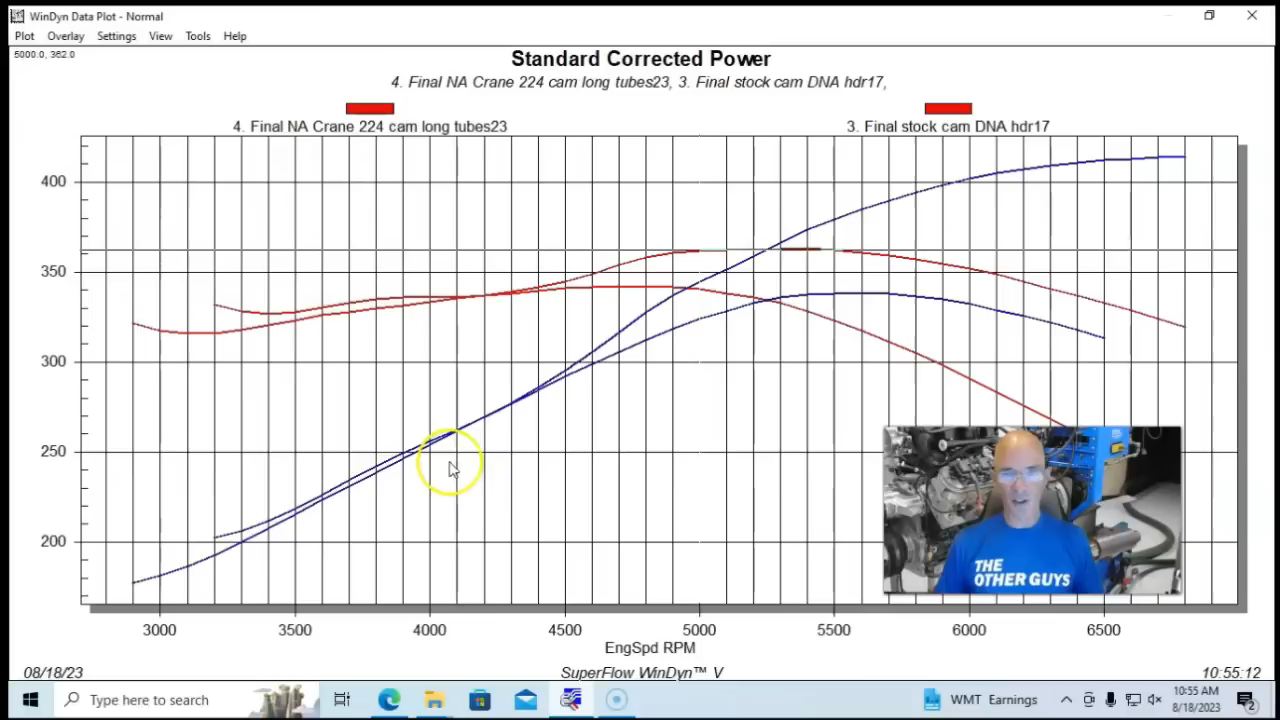 WinDyn Data Plot - Normal
Plot Overlay Settings View Tools Help
5000.0, 362.0
Standard Corrected Power
4. Final NA Crane 224 cam long tubes23, 3. Final stock cam DNA hdr17,
4. Final NA Crane 224 cam long tubes23 3. Final stock cam DNA hdr17
400
350
300
250
200
THE
OTHER GUYS
3000 3500 4000 4500 5000 5500 6000 6500
EngSpd RPM
08/18/23 SuperFlow WinDyn™ V 10:55:12
Type here to search WMT Earnings 10:55 AM
8/18/2023 2